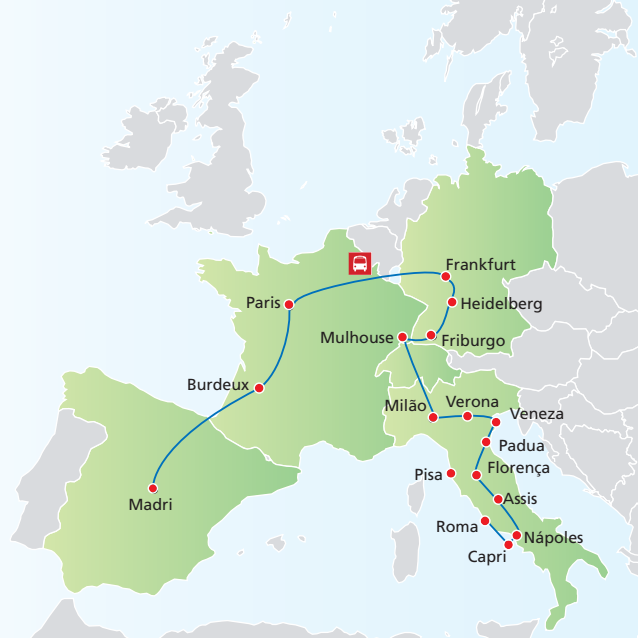 Frankfurt
Paris
Heidelberg
Mulhouse
Friburgo
Burdeux
Milão
Verona
Veneza
Padua
Pisa
Florença
Madri
Assis
Roma
Nápoles
Capri